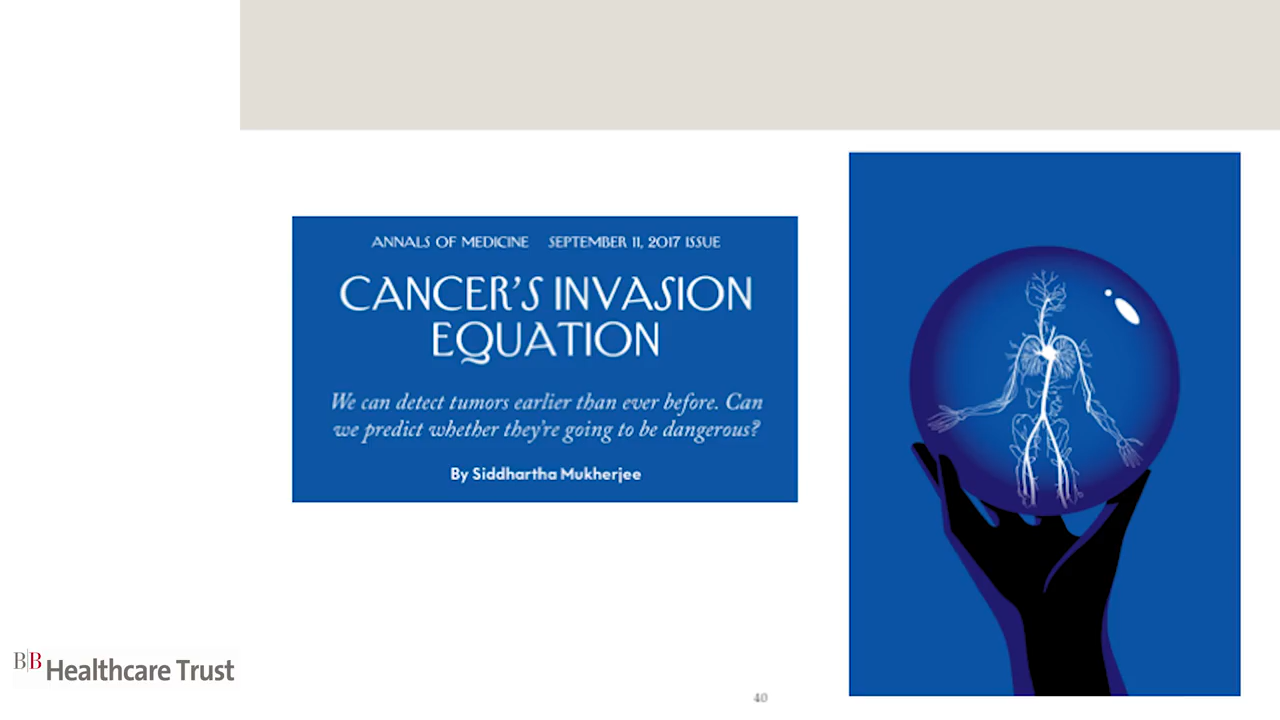 ANNALS OF MEDICINE SEPTEMBER 11, 2017 ISSUE
CANCER'S INVASION
EQUATION
We can detect tumors earlier than ever before. Can
we predict whether they're going to be dangerous?
By Siddhartha Mukherjee
BB Healthcare Trust
40